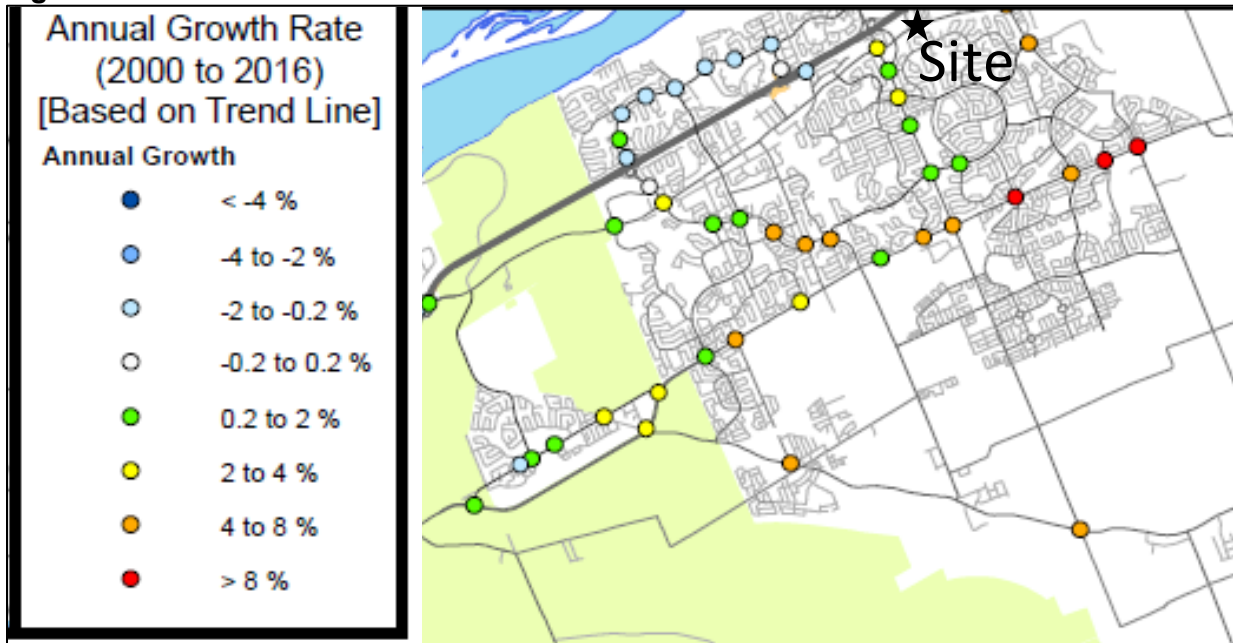 Annual Growth Rate
(2000 to 2016)
[Based on Trend Line]
Annual Growth
< -4 %
-4 to -2 %
-2 to -0.2 %
-0.2 to 0.2 %
0.2 to 2 %
2 to 4 %
4 to 8 %
> 8 %
Site